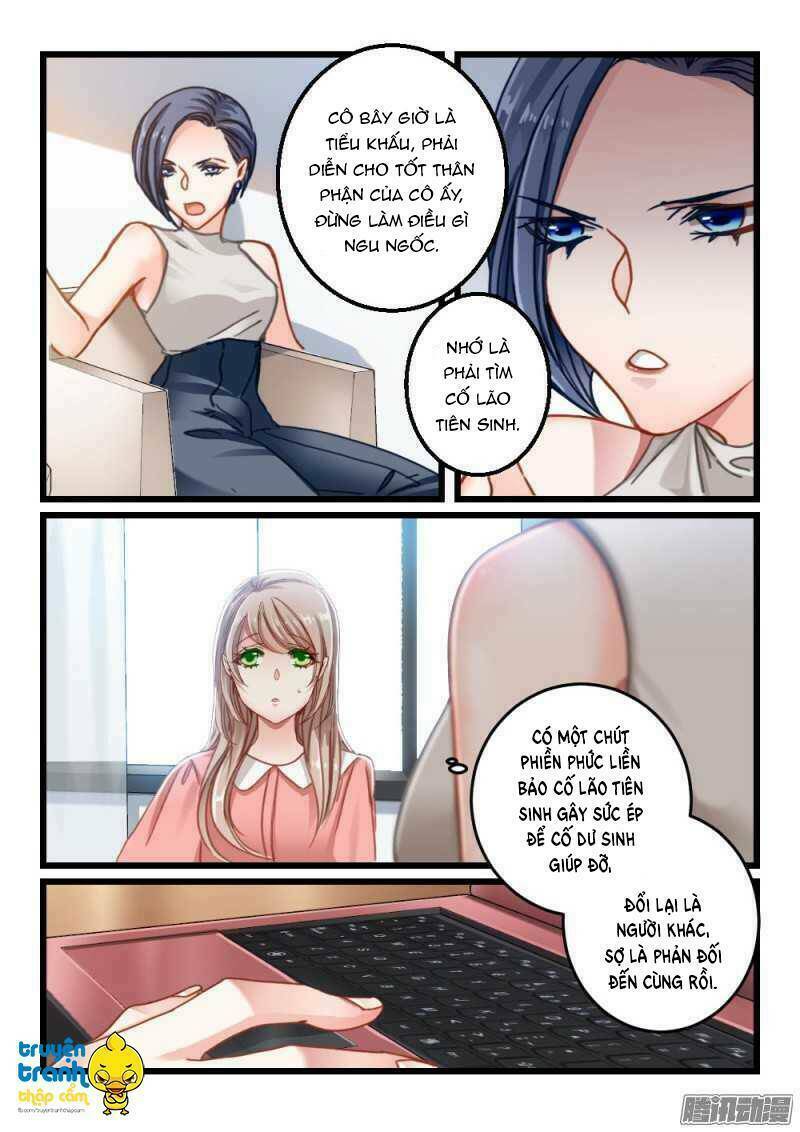 CÔ BÂY GIỜ LÀ
TIỂU KHẤU, PHẢI
DIỄN CHO TỐT THÂN
PHẬN CỦA CÔ ẤY,
ĐỪNG LÀM ĐIỀU GÌ
NGU NGỐC.
NHỚ LÀ
PHẢI TÌM
CỐ LÃO
TIÊN SINH.
CÓ MỘT CHÚT
PHIỀN PHỨC LIỀN
BẢO CỐ LÃO TIÊN
SINH GÂY SỨC ÉP
ĐỂ CỐ DƯ SINH
GIÚP ĐỠ,
ĐỔI LẠI LÀ
NGƯỜI KHÁC,
SỢ LÀ PHẢN ĐỐI
ĐẾN CÙNG RỒI.
truyện
tranh
thập cẩm
fb.com/truyentranhthapcam
腾讯动漫